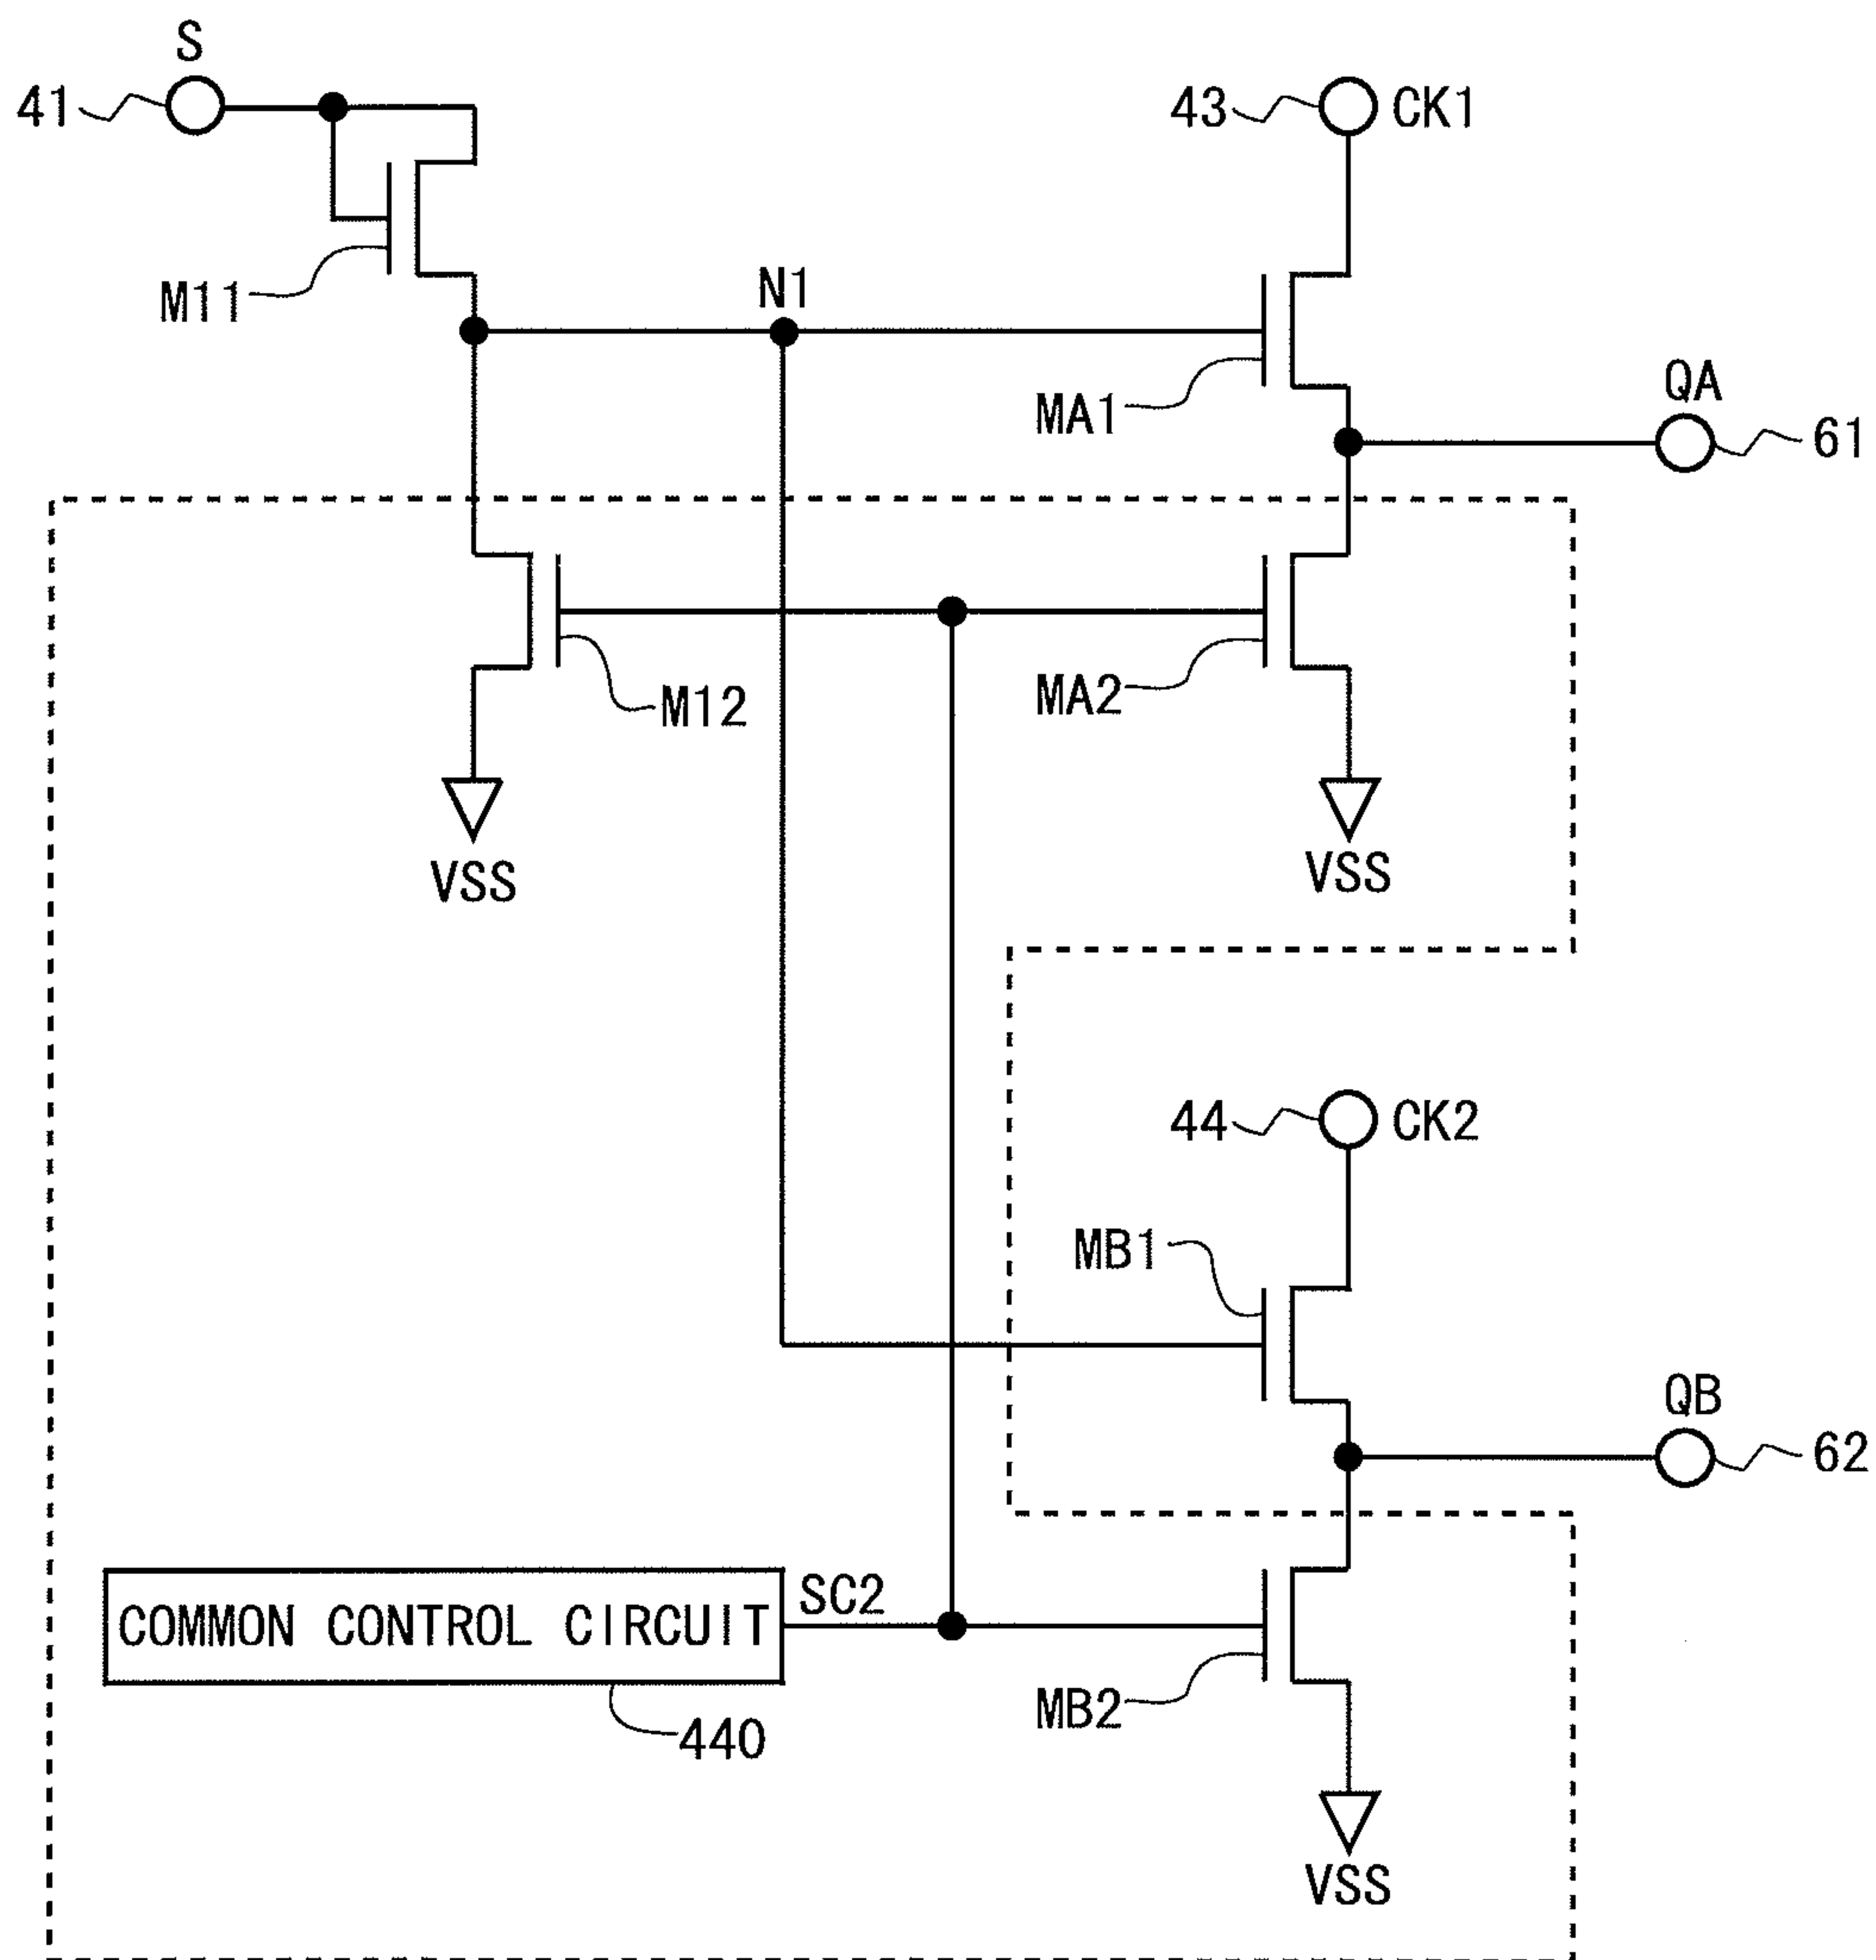 S
41
43
CK1
M11
N1
MA1
QA
61
M12
MA2
VSS
VSS
44
CK2
MB1
QB
62
COMMON CONTROL CIRCUIT
SC2
440
MB2
VSS